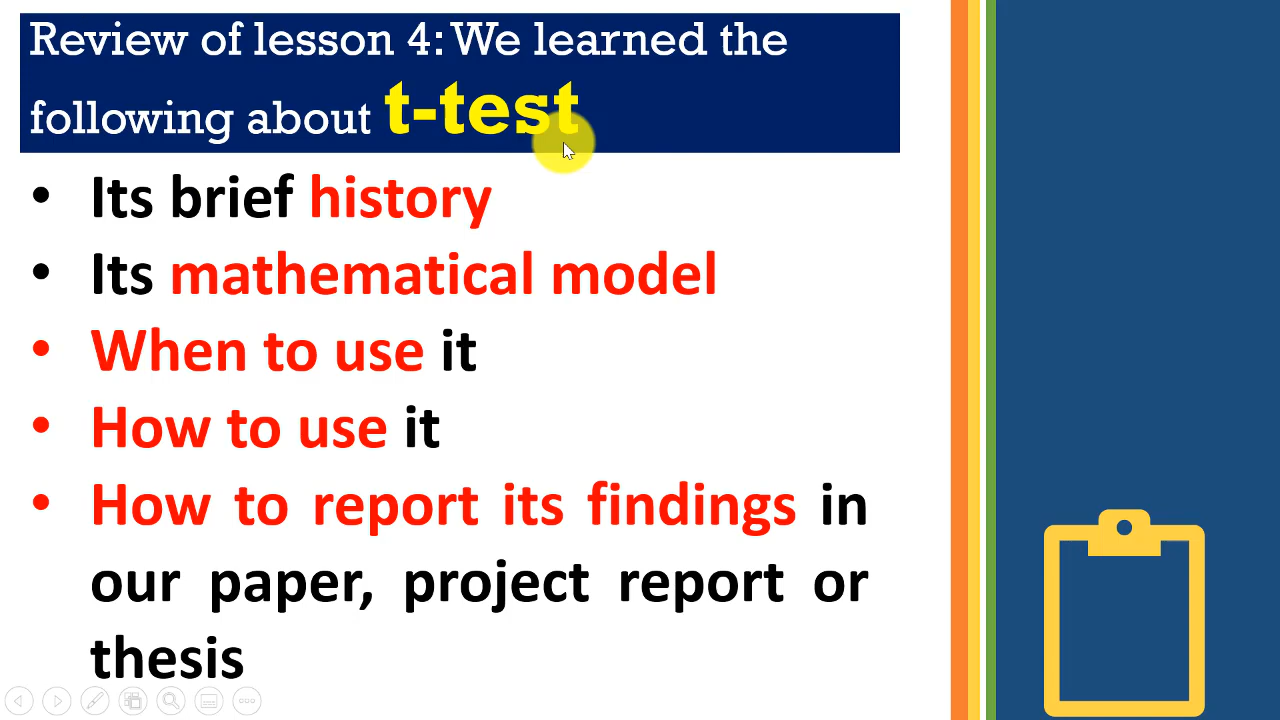 Review of lesson 4: We learned the
following about t-test
• Its brief history
• Its mathematical model
• When to use it
• How to use it
• How to report its findings in
our paper, project report or
thesis